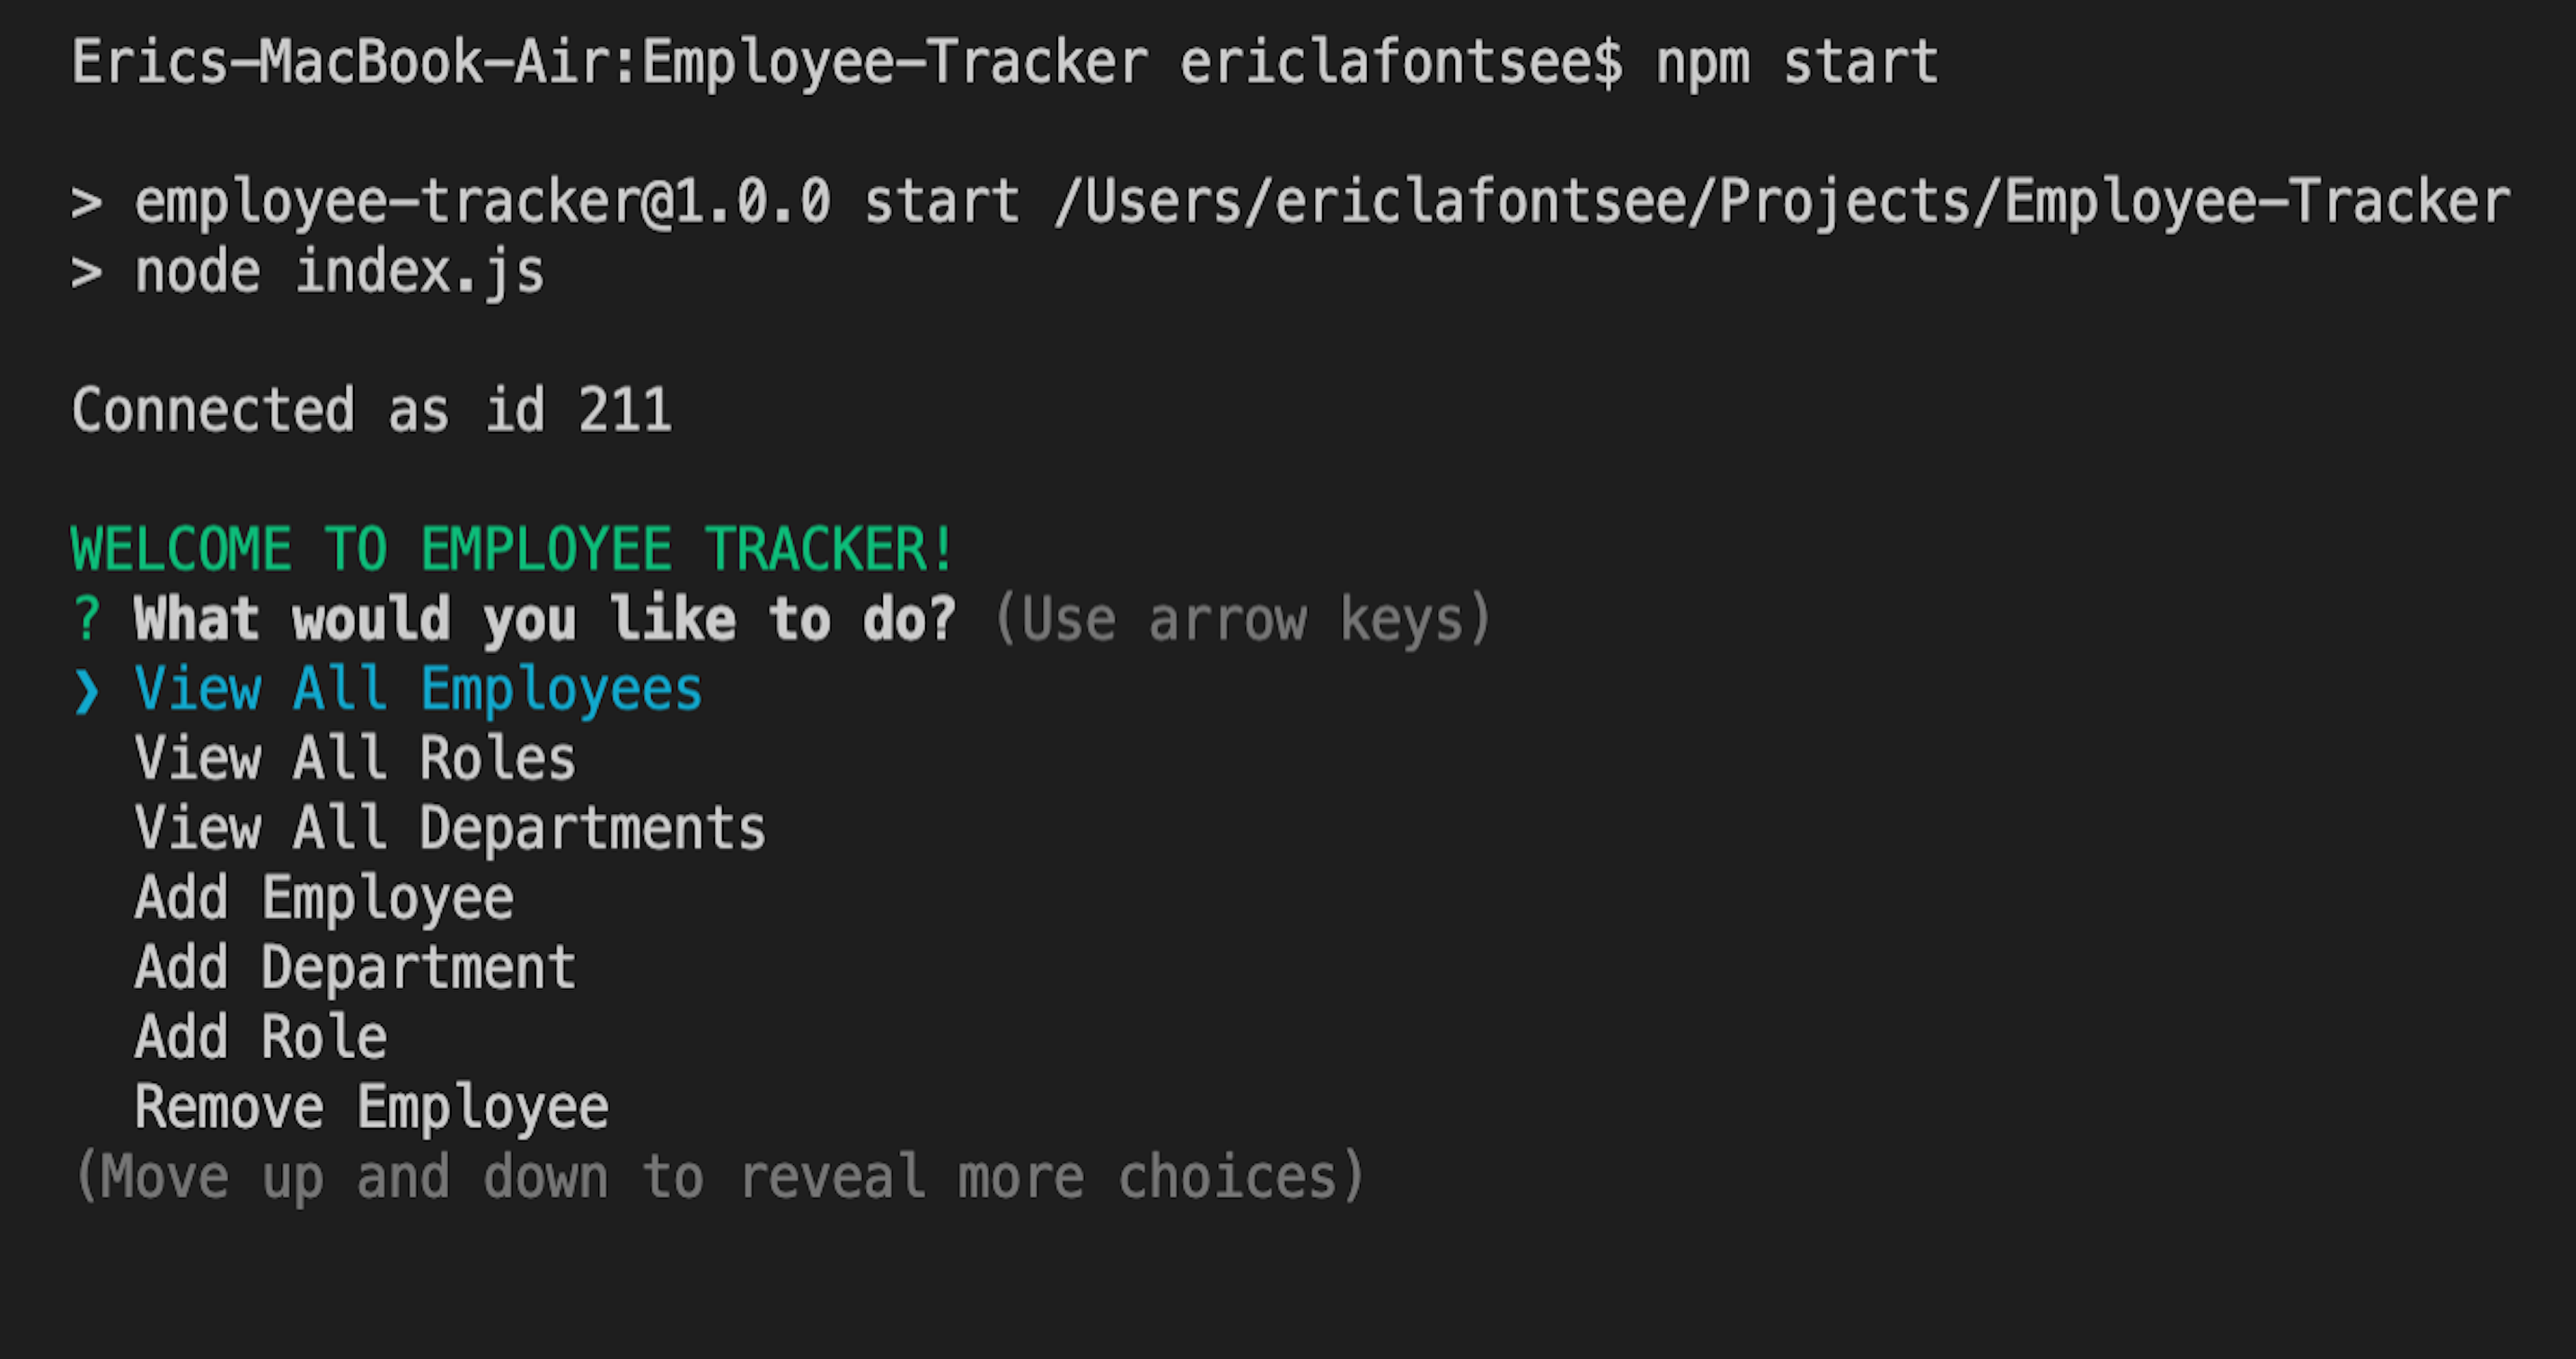 Erics-MacBook-Air:Employee-Tracker ericlafontsee$ npm start
> employee-tracker@1.0.0 start /Users/ericlafontsee/Projects/Employee-Tracker
> node index.js
Connected as id 211
WELCOME TO EMPLOYEE TRACKER!
? What would you like to do? (Use arrow keys)
❯ View All Employees
View All Roles
View All Departments
Add Employee
Add Department
Add Role
Remove Employee
(Move up and down to reveal more choices)